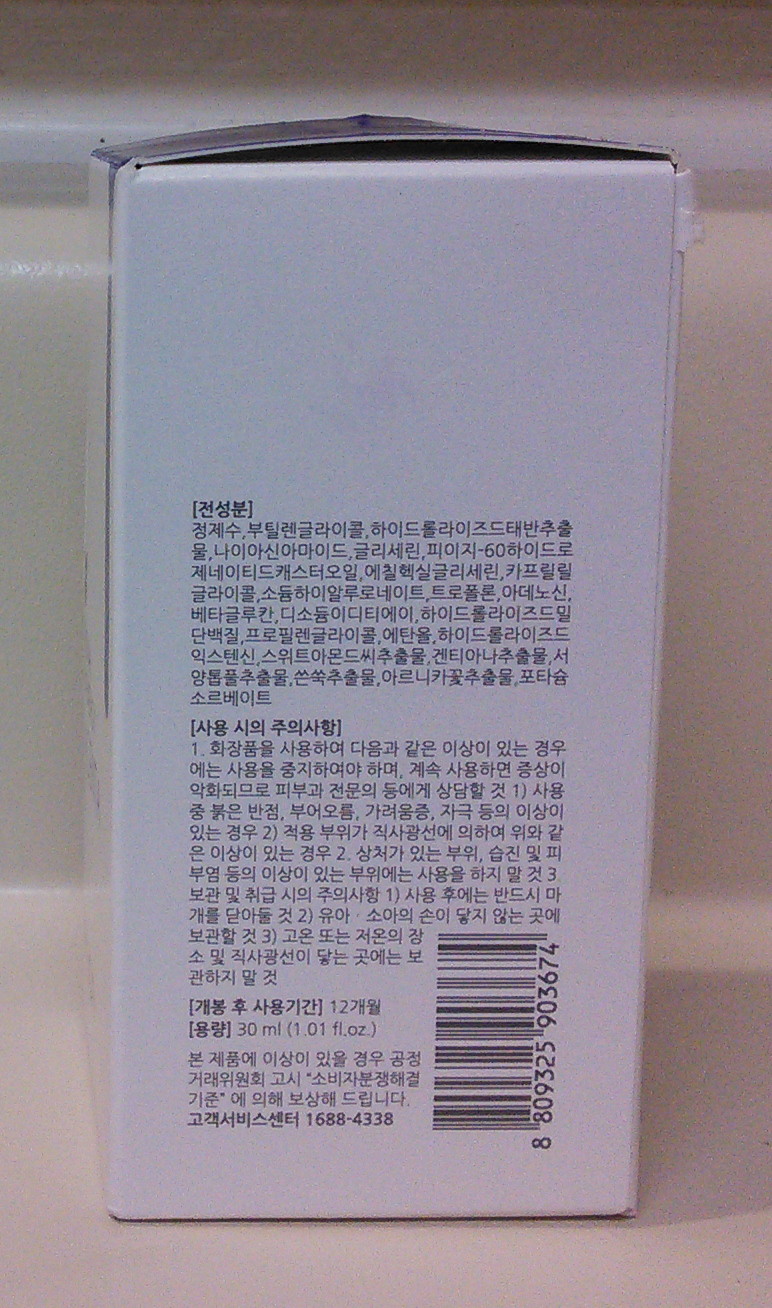 [전성분]
정제수,부틸렌글라이콜,하이드롤라이즈드태반추출
물,나이아신아마이드,글리세린,피이지-60하이드로
제네이티드캐스터오일,에칠헥실글리세린,카프릴릴
글라이콜,소듐하이알루로네이트,트로폴론,아데노신,
베타글루칸,디소듐이디티에이,하이드롤라이즈드밀
단백질,프로필렌글라이콜,에탄올,하이드롤라이즈드
익스텐신,스위트아몬드씨추출물,겐티아나추출물,서
양톱풀추출물,쓴쑥추출물,아르니카꽃추출물,포타슘
소르베이트
[사용 시의 주의사항]
1. 화장품을 사용하여 다음과 같은 이상이 있는 경우
에는 사용을 중지하여야 하며, 계속 사용하면 증상이
악화되므로 피부과 전문의 등에게 상담할 것 1) 사용
중 붉은 반점, 부어오름, 가려움증, 자극 등의 이상이
있는 경우 2) 적용 부위가 직사광선에 의하여 위와 같
은 이상이 있는 경우 2. 상처가 있는 부위, 습진 및 피
부염 등의 이상이 있는 부위에는 사용을 하지 말 것 3.
보관 및 취급 시의 주의사항 1) 사용 후에는 반드시 마
개를 닫아둘 것 2) 유아 · 소아의 손이 닿지 않는 곳에
보관할 것 3) 고온 또는 저온의 장
소 및 직사광선이 닿는 곳에는 보
관하지 말 것
[개봉 후 사용기간] 12개월
[용량] 30 ml (1.01 fl.oz.)
본 제품에 이상이 있을 경우 공정
거래위원회 고시 “소비자분쟁해결
기준” 에 의해 보상해 드립니다.
고객서비스센터 1688-4338
8 809325 903674